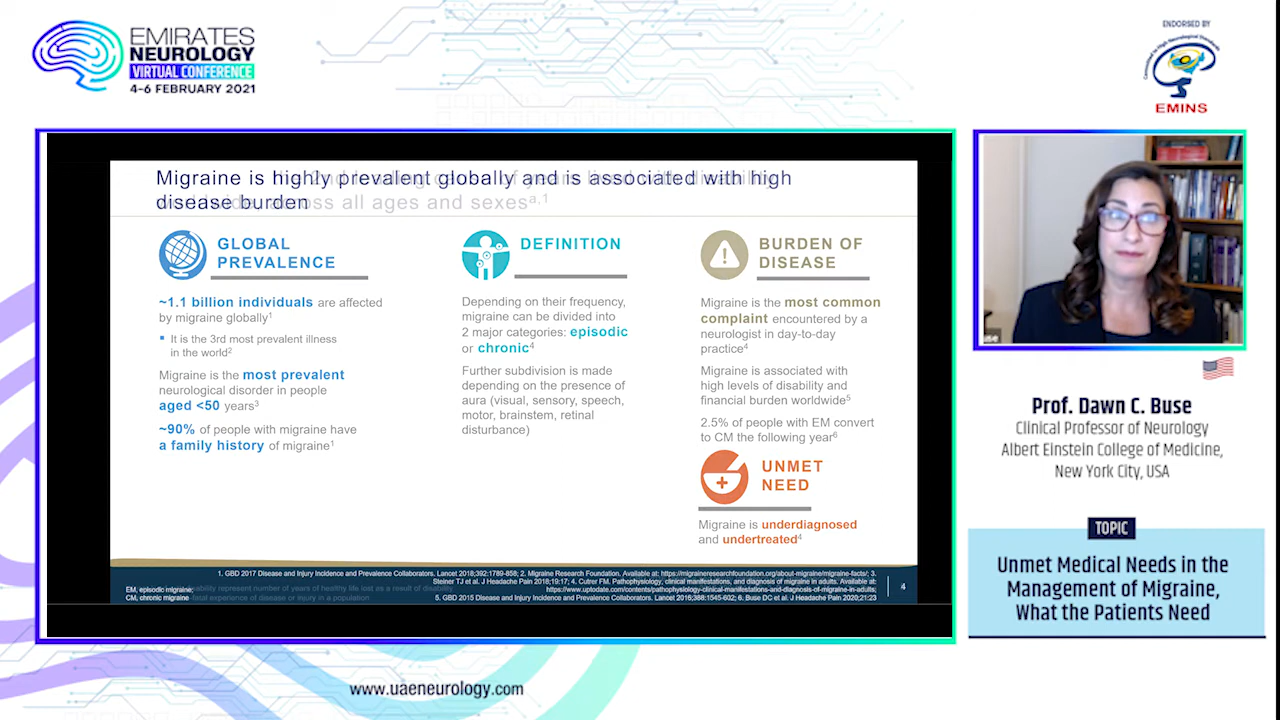 EMIRATES
NEUROLOGY
VIRTUAL CONFERENCE
4-6 FEBRUARY 2021
ENDORSED BY
EMINS
Migraine is highly prevalent globally and is associated with high
disease burden
across all ages and sexesᵃ,¹
GLOBAL
PREVALENCE
~1.1 billion individuals are affected
by migraine globally¹
▪ It is the 3rd most prevalent illness
in the world²
Migraine is the most prevalent
neurological disorder in people
aged <50 years³
~90% of people with migraine have
a family history of migraine¹
DEFINITION
Depending on their frequency,
migraine can be divided into
2 major categories: episodic
or chronic⁴
Further subdivision is made
depending on the presence of
aura (visual, sensory, speech,
motor, brainstem, retinal
disturbance)
BURDEN OF
DISEASE
Migraine is the most common
complaint encountered by a
neurologist in day-to-day
practice⁴
Migraine is associated with
high levels of disability and
financial burden worldwide⁵
2.5% of people with EM convert
to CM the following year⁶
UNMET
NEED
Migraine is underdiagnosed
and undertreated⁴
1. GBD 2017 Disease and Injury Incidence and Prevalence Collaborators. Lancet 2018;392:1789-858; 2. Migraine Research Foundation. Available at: https://migraineresearchfoundation.org/about-migraine/migraine-facts/; 3.
Steiner TJ et al. J Headache Pain 2018;19:17; 4. Cutrer FM. Pathophysiology, clinical manifestations, and diagnosis of migraine in adults. Available at:
https://www.uptodate.com/contents/pathophysiology-clinical-manifestations-and-diagnosis-of-migraine-in-adults;
5. GBD 2015 Disease and Injury Incidence and Prevalence Collaborators. Lancet 2016;388:1545-602; 6. Buse DC et al. J Headache Pain 2020;21:23
EM, episodic migraine;
CM, chronic migraine
4
Prof. Dawn C. Buse
Clinical Professor of Neurology
Albert Einstein College of Medicine,
New York City, USA
TOPIC
Unmet Medical Needs in the
Management of Migraine,
What the Patients Need
www.uaeneurology.com